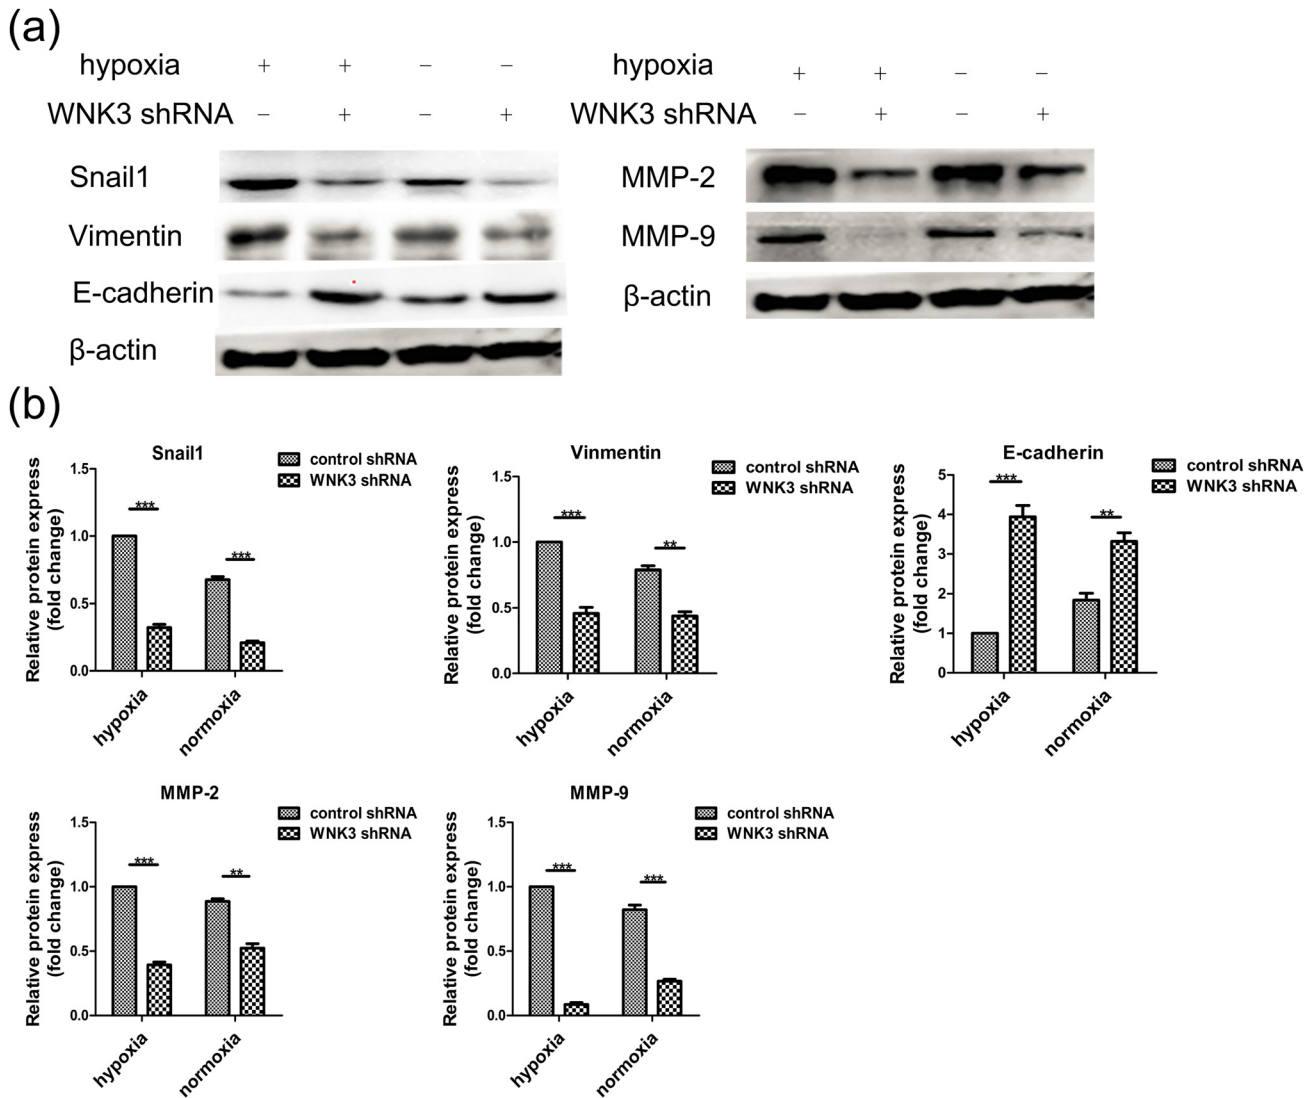 (a)
hypoxia + + − −
WNK3 shRNA − + − +
Snail1
Vimentin
E-cadherin
β-actin
hypoxia + + − −
WNK3 shRNA − + − +
MMP-2
MMP-9
β-actin
(b)
Snail1
control shRNA
WNK3 shRNA
Relative protein express
(fold change)
1.5
1.0
0.5
0.0
***
***
hypoxia
normoxia
Vinmentin
control shRNA
WNK3 shRNA
Relative protein express
(fold change)
1.5
1.0
0.5
0.0
***
**
hypoxia
normoxia
E-cadherin
control shRNA
WNK3 shRNA
Relative protein express
(fold change)
5
4
3
2
1
0
***
**
hypoxia
normoxia
MMP-2
control shRNA
WNK3 shRNA
Relative protein express
(fold change)
1.5
1.0
0.5
0.0
***
**
hypoxia
normoxia
MMP-9
control shRNA
WNK3 shRNA
Relative protein express
(fold change)
1.5
1.0
0.5
0.0
***
***
hypoxia
normoxia